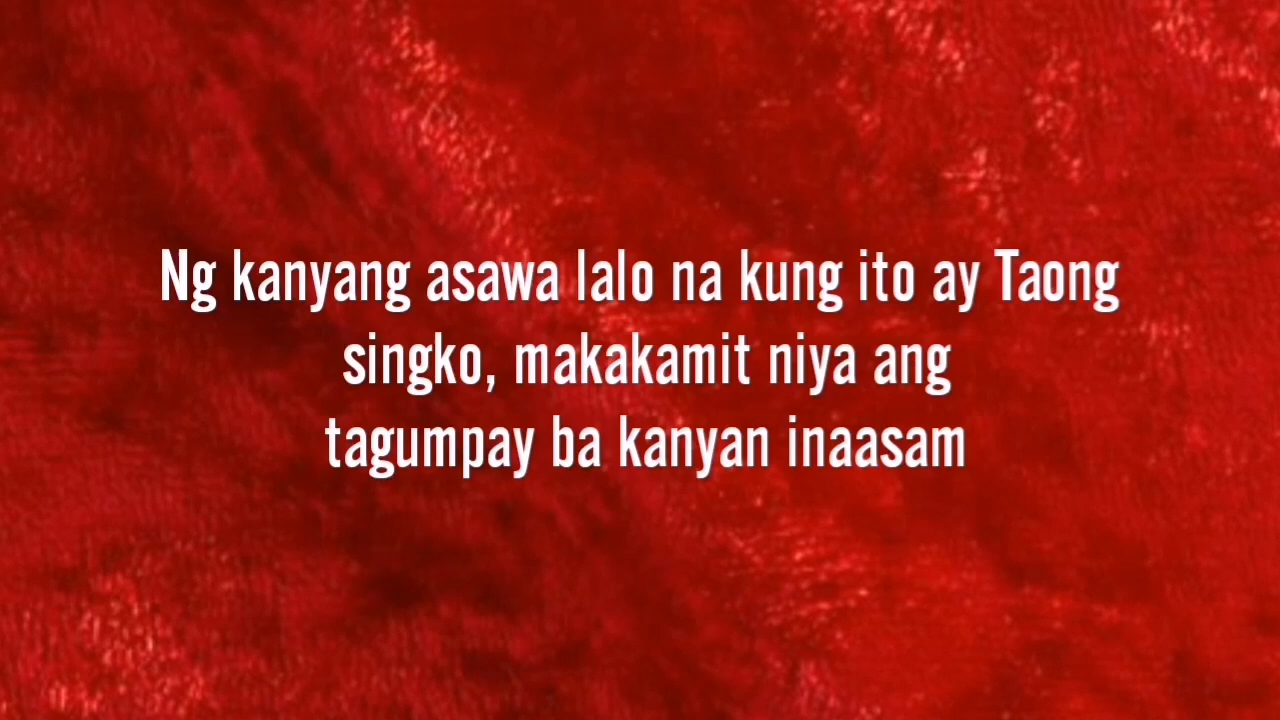 Ng kanyang asawa lalo na kung ito ay Taong
singko, makakamit niya ang
tagumpay ba kanyan inaasam